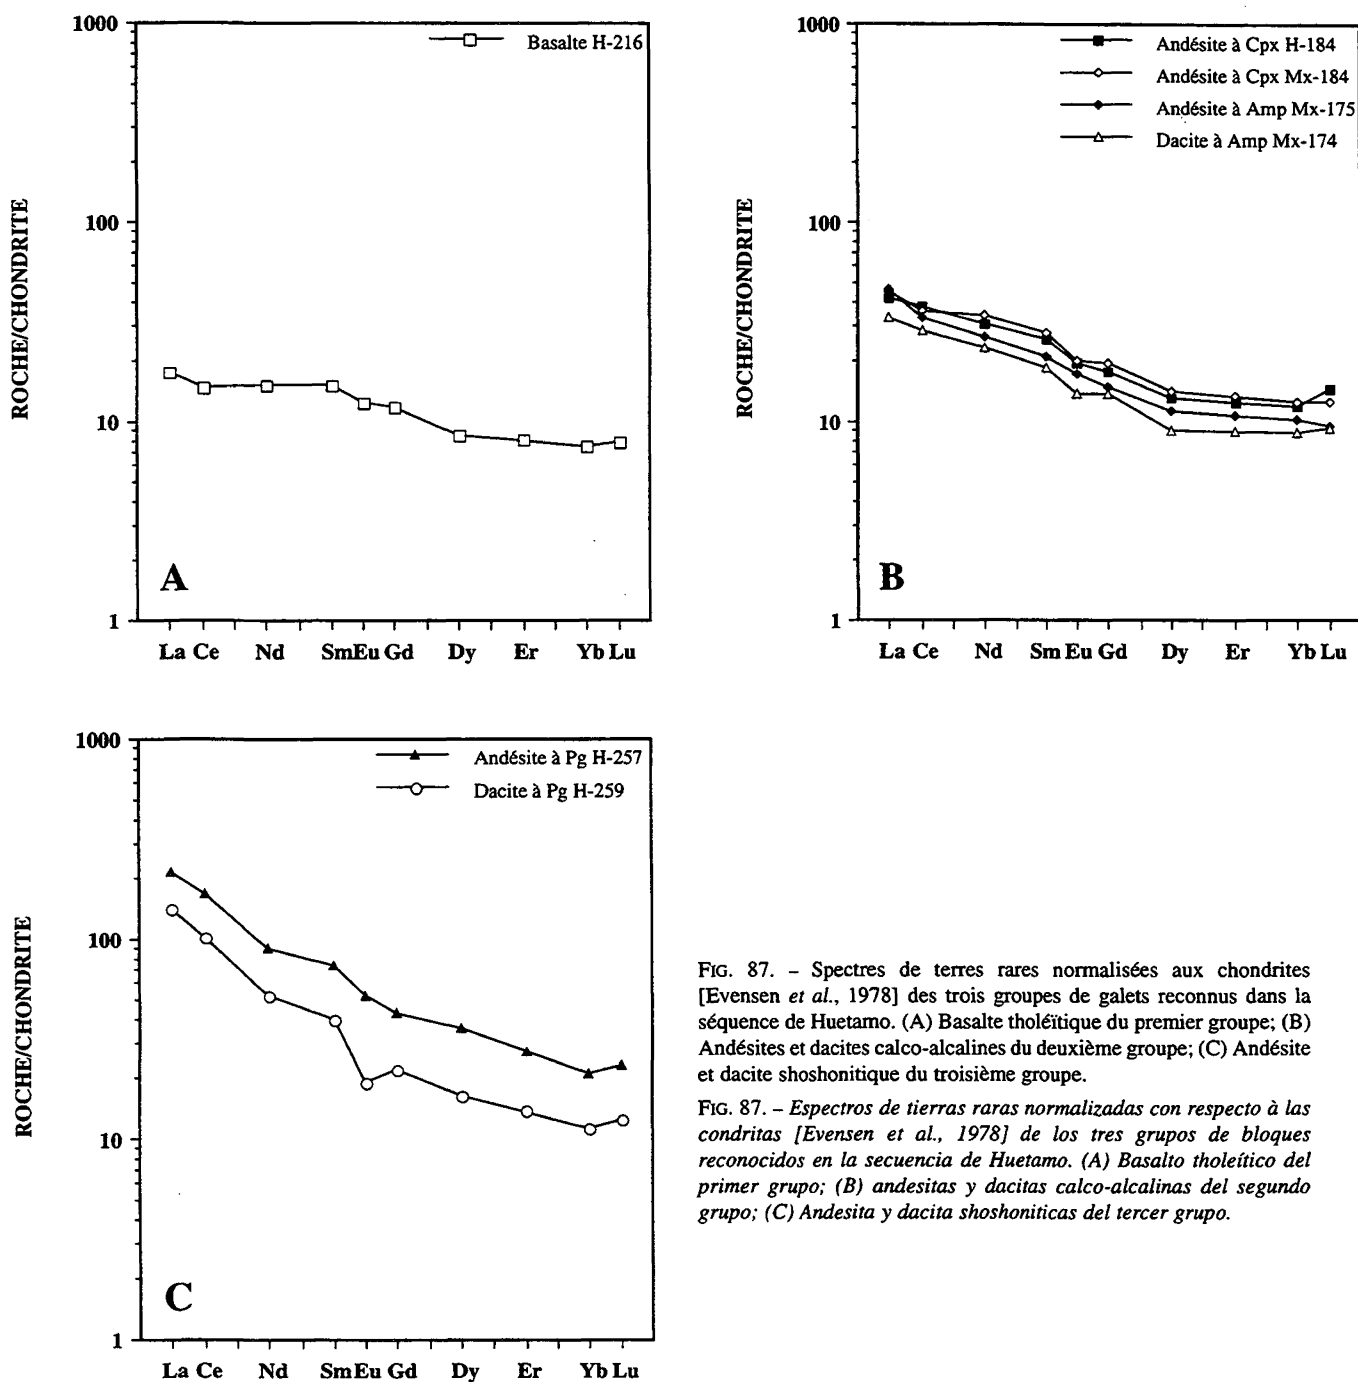 1000
100
10
1
ROCHE/CHONDRITE
Basalte H-216
A
La Ce Nd Sm Eu Gd Dy Er Yb Lu
1000
100
10
1
ROCHE/CHONDRITE
Andésite à Cpx H-184
Andésite à Cpx Mx-184
Andésite à Amp Mx-175
Dacite à Amp Mx-174
B
La Ce Nd Sm Eu Gd Dy Er Yb Lu
1000
100
10
1
ROCHE/CHONDRITE
Andésite à Pg H-257
Dacite à Pg H-259
C
La Ce Nd Sm Eu Gd Dy Er Yb Lu
FIG. 87. – Spectres de terres rares normalisées aux chondrites
[Evensen et al., 1978] des trois groupes de galets reconnus dans la
séquence de Huetamo. (A) Basalte tholéïtique du premier groupe; (B)
Andésites et dacites calco-alcalines du deuxième groupe; (C) Andésite
et dacite shoshonitique du troisième groupe.
FIG. 87. – Espectros de tierras raras normalizadas con respecto à las
condritas [Evensen et al., 1978] de los tres grupos de bloques
reconocidos en la secuencia de Huetamo. (A) Basalto tholeítico del
primer grupo; (B) andesitas y dacitas calco-alcalinas del segundo
grupo; (C) Andesita y dacita shoshoniticas del tercer grupo.